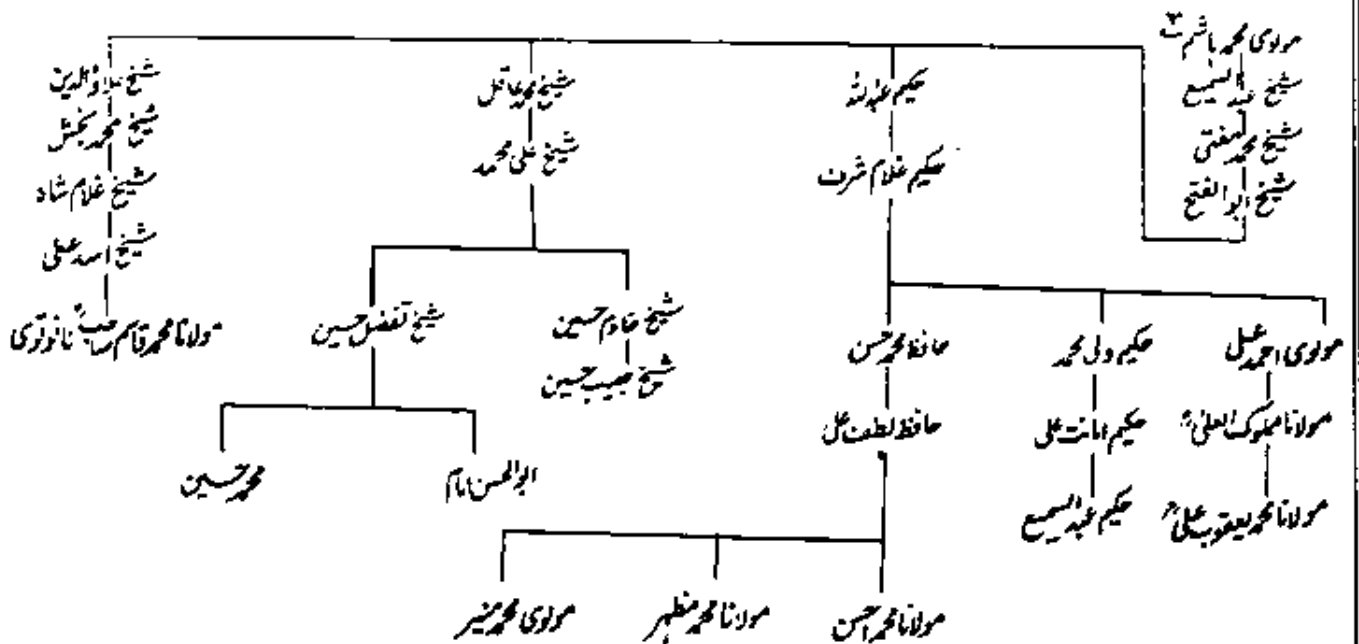 مولوی محمد ہاشم
شیخ عبدالسمیع
شیخ محمد مفتی
شیخ ابوالفتح
حکیم عبداللہ
حکیم غلام شرف
شیخ محمد عاقل
شیخ علی محمد
شیخ علاؤالدین
شیخ محمد بخش
شیخ غلام شاہ
شیخ اسد علی
مولانا محمد قاسم صاحبؒ نانوتوی
مولوی احمد علی
مولانا مملوک العلیؒ
مولانا محمد یعقوب علیؒ
حکیم ولی محمد
حکیم امانت علی
حکیم عبدالسمیع
حافظ محمد حسن
حافظ لطف علی
شیخ خادم حسین
شیخ حبیب حسین
شیخ تفضل حسین
ابوالحسن امام
محمد حسین
مولانا محمد احسن
مولانا محمد مظہر
مولوی محمد منیر